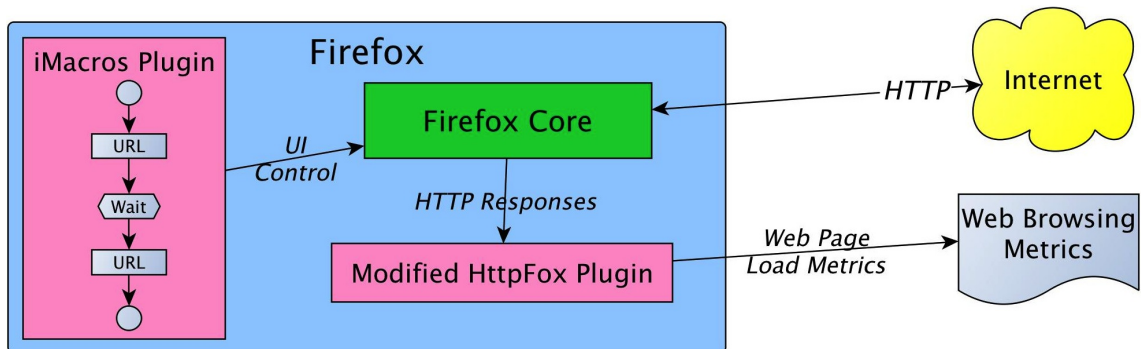 iMacros Plugin
URL
Wait
URL
Firefox
UI
Control
Firefox Core
HTTP Responses
Modified HttpFox Plugin
HTTP
Internet
Web Page
Load Metrics
Web Browsing
Metrics